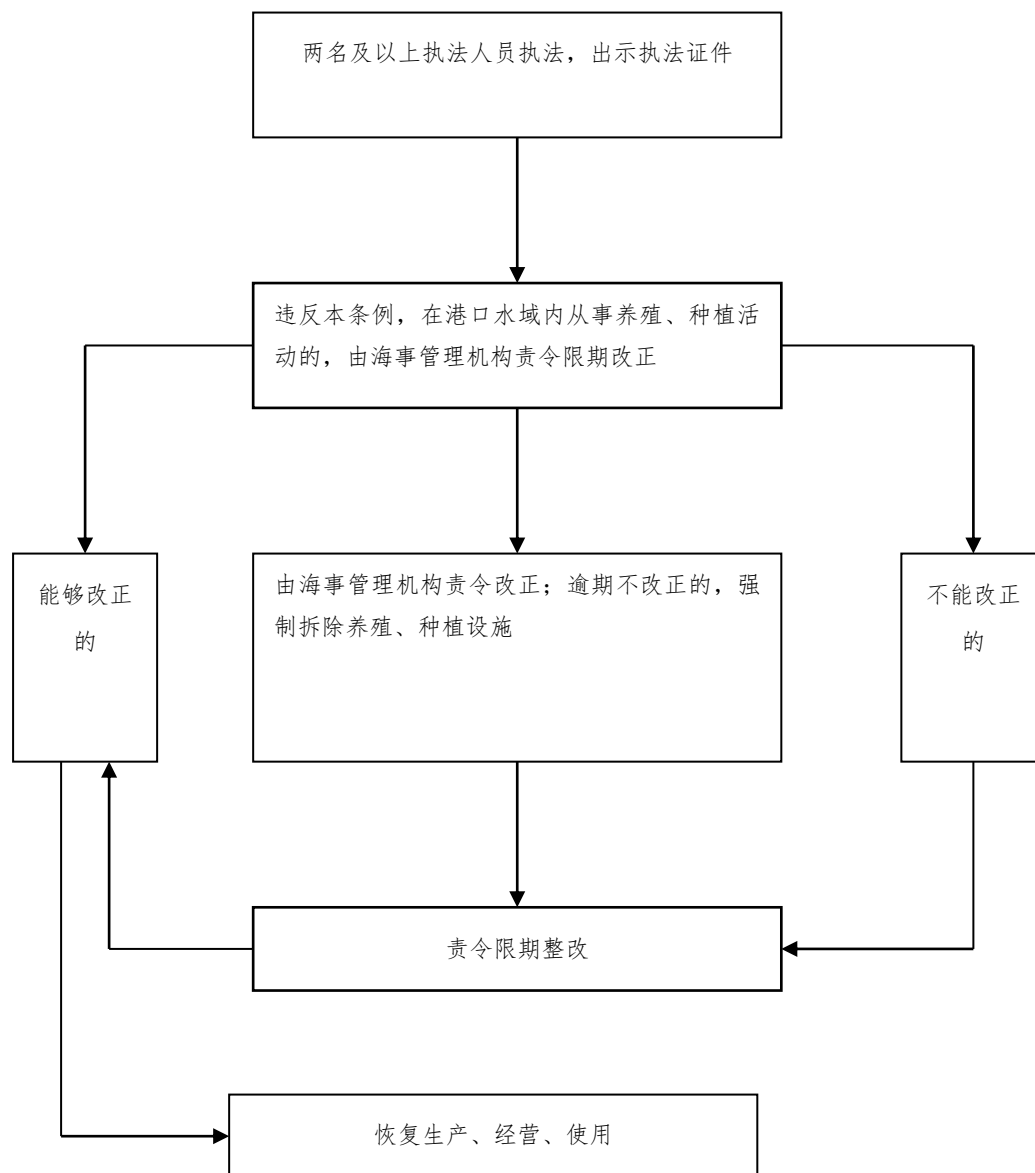 两名及以上执法人员执法，出示执法证件
违反本条例，在港口水域内从事养殖、种植活
动的，由海事管理机构责令限期改正
能够改正
的
由海事管理机构责令改正；逾期不改正的，强
制拆除养殖、种植设施
不能改正
的
责令限期整改
恢复生产、经营、使用